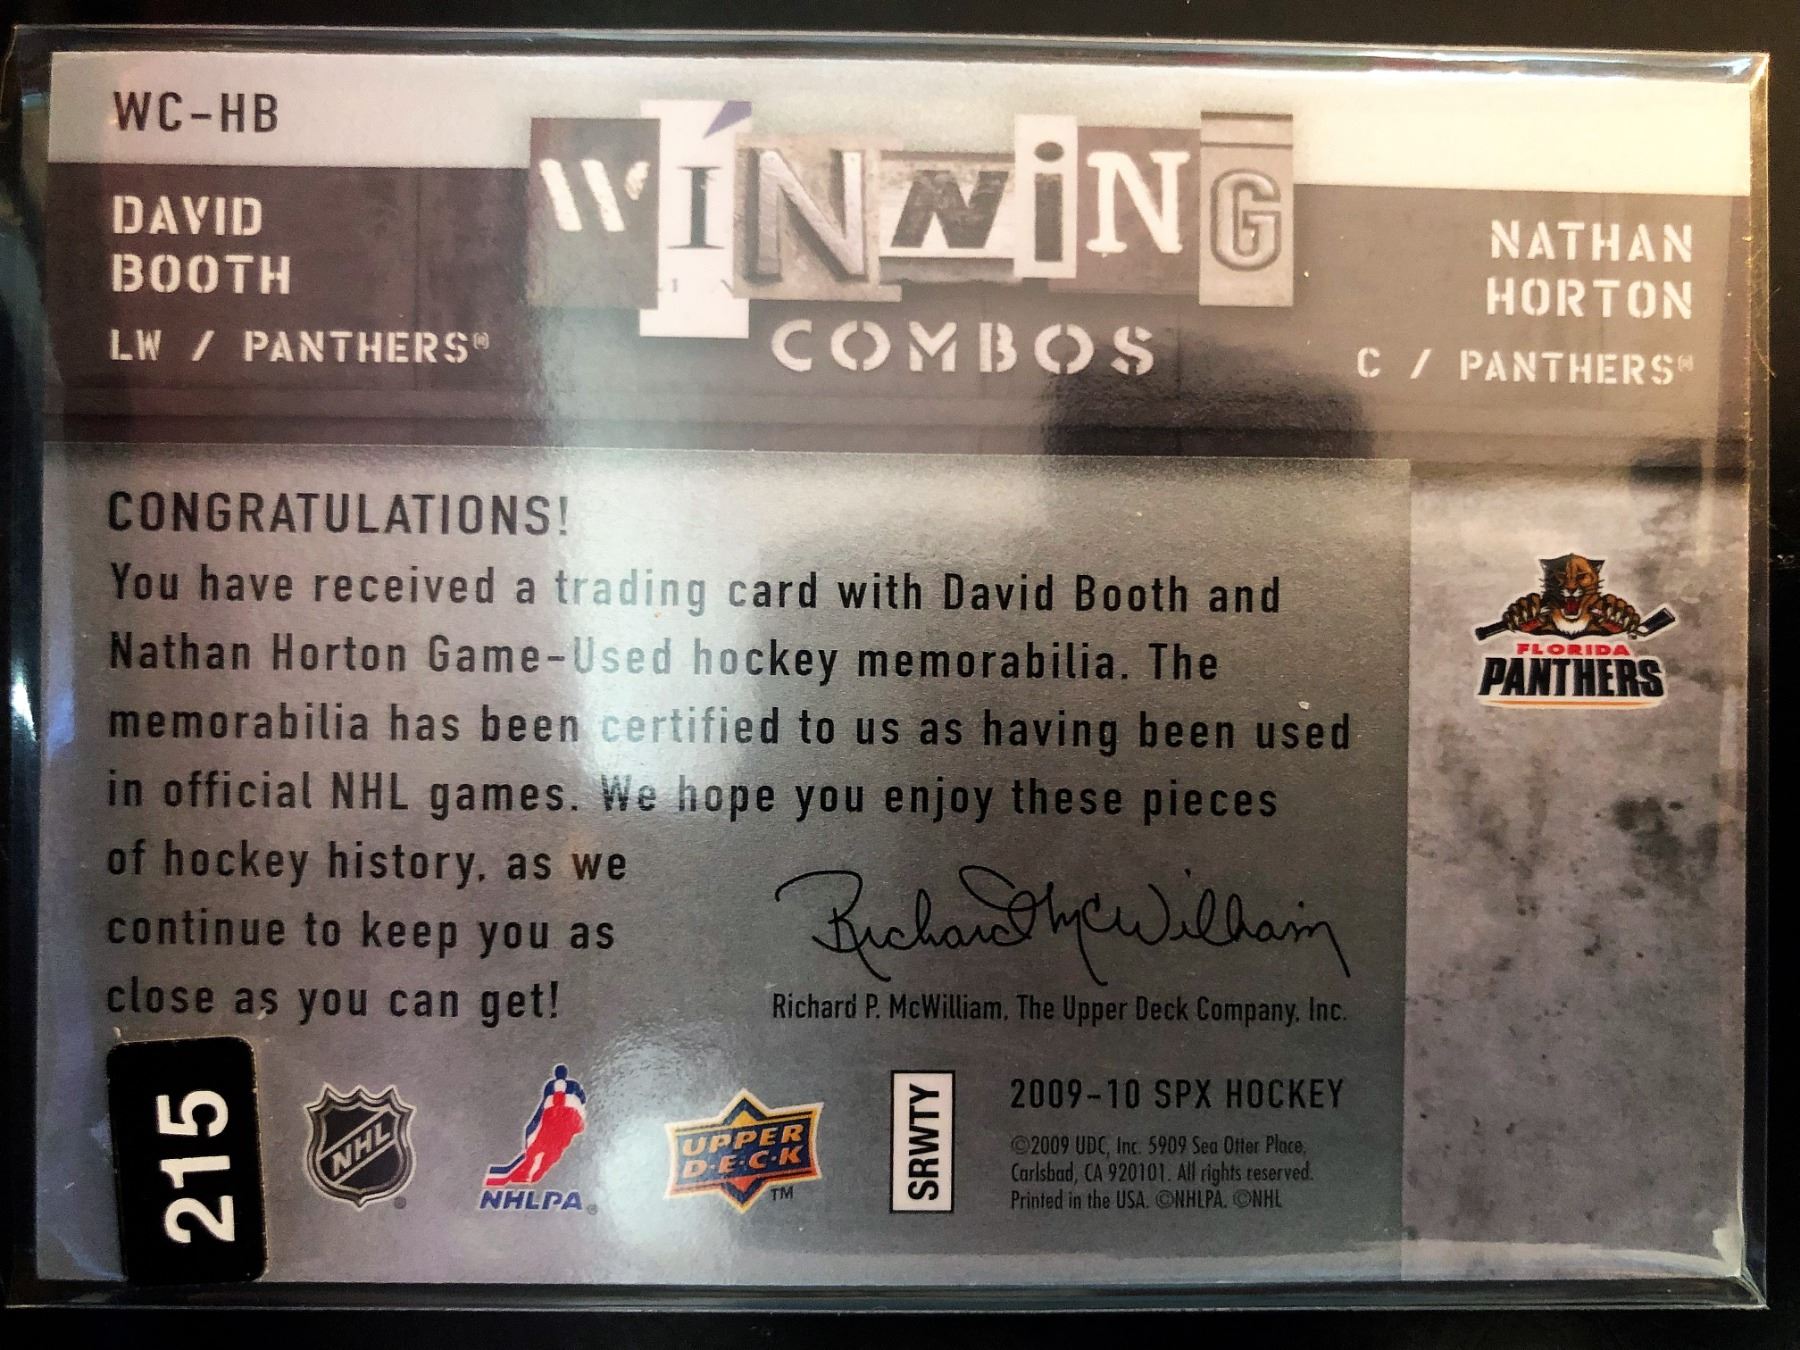 WC-HB
WINNING
COMBOS
DAVID
BOOTH
LW / PANTHERS®
NATHAN
HORTON
C / PANTHERS®
CONGRATULATIONS!
You have received a trading card with David Booth and
Nathan Horton Game-Used hockey memorabilia. The
memorabilia has been certified to us as having been used
in official NHL games. We hope you enjoy these pieces
of hockey history, as we
continue to keep you as
close as you can get!
FLORIDA
PANTHERS
Richard McWilliam
Richard P. McWilliam, The Upper Deck Company, Inc.
215
NHL
NHLPA
UPPER
D·E·C·K
TM
SRWTY
2009-10 SPX HOCKEY
©2009 UDC, Inc. 5909 Sea Otter Place,
Carlsbad, CA 920101. All rights reserved.
Printed in the USA. ©NHLPA. ©NHL